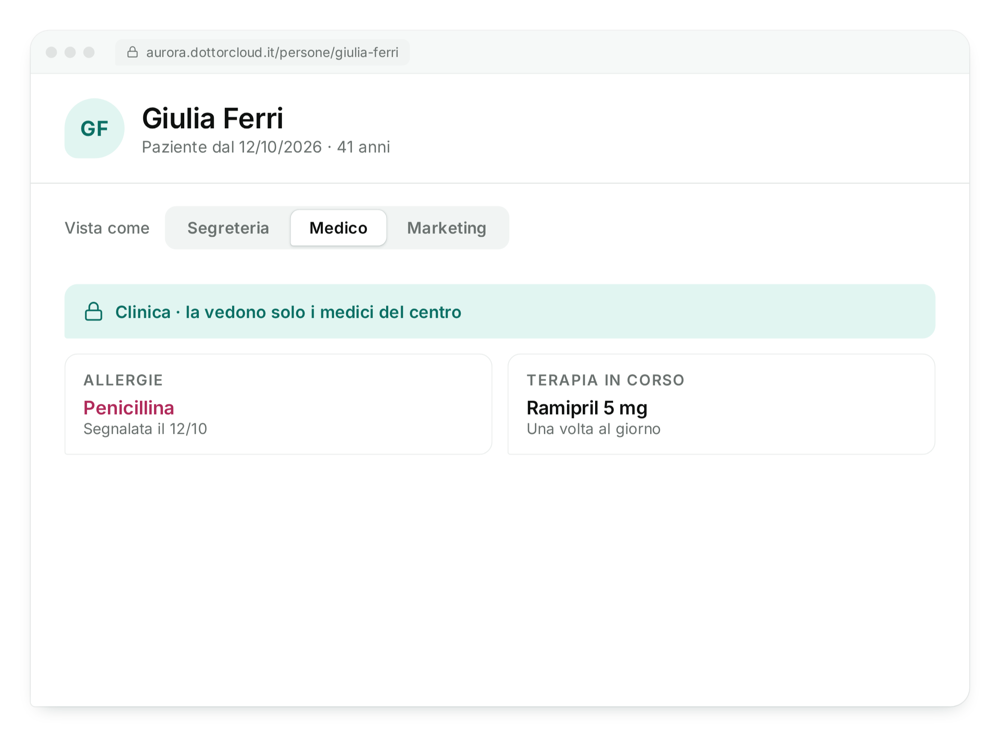 aurora.dottorcloud.it/persone/giulia-ferri
GF
Giulia Ferri
Paziente dal 12/10/2026 · 41 anni
Vista come Segreteria Medico Marketing
Clinica · la vedono solo i medici del centro
ALLERGIE
Penicillina
Segnalata il 12/10
TERAPIA IN CORSO
Ramipril 5 mg
Una volta al giorno